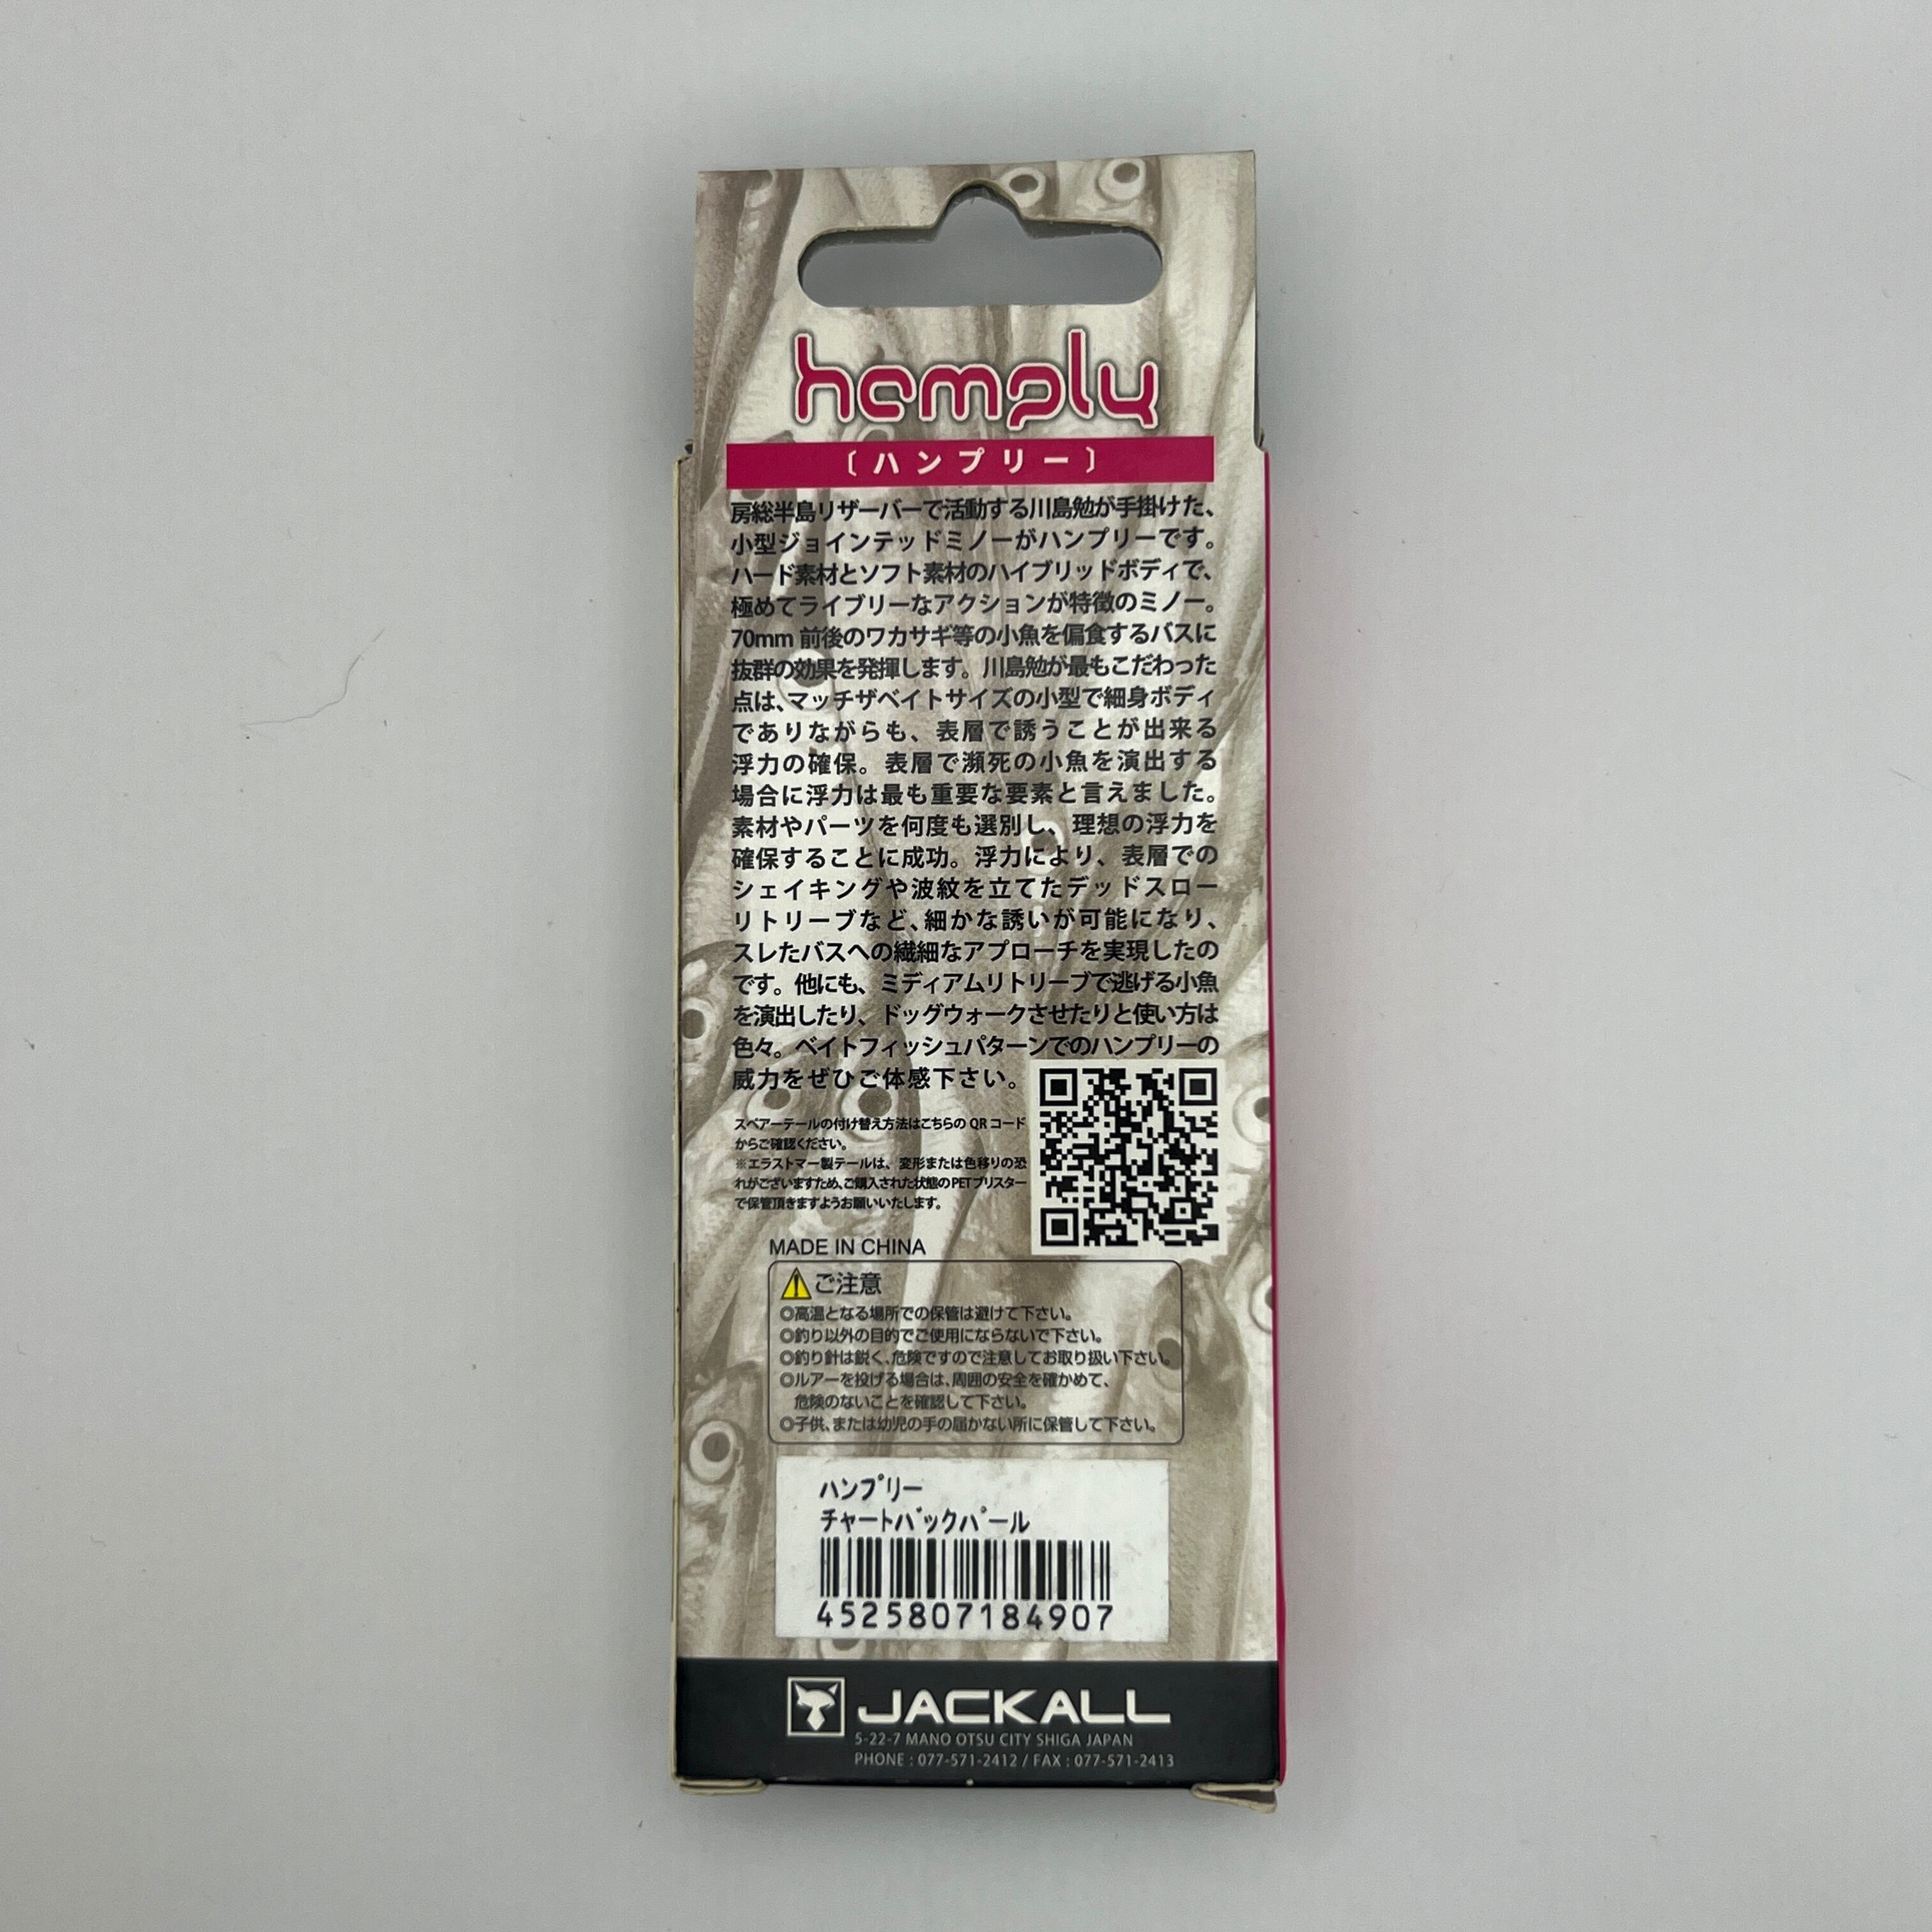 hemply
〔ハンプリー〕
房総半島リザーバーで活動する川島勉が手掛けた、
小型ジョインテッドミノーがハンプリーです。
ハード素材とソフト素材のハイブリッドボディで、
極めてライブリーなアクションが特徴のミノー。
70mm 前後のワカサギ等の小魚を偏食するバスに
抜群の効果を発揮します。川島勉が最もこだわった
点は、マッチザベイトサイズの小型で細身ボディ
でありながらも、表層で誘うことが出来る
浮力の確保。表層で瀕死の小魚を演出する
場合に浮力は最も重要な要素と言えました。
素材やパーツを何度も選別し、理想の浮力を
確保することに成功。浮力により、表層での
シェイキングや波紋を立てたデッドスロー
リトリーブなど、細かな誘いが可能になり、
スレたバスへの繊細なアプローチを実現したの
です。他にも、ミディアムリトリーブで逃げる小魚
を演出したり、ドッグウォークさせたりと使い方は
色々。ベイトフィッシュパターンでのハンプリーの
威力をぜひご体感下さい。
スペアーテールの付け替え方法はこちらの QR コード
からご確認ください。
※エラストマー製テールは、変形または色移りの恐
れがございますため、ご購入された状態のPETブリスター
で保管頂きますようお願いいたします。
MADE IN CHINA
ご注意
◎高温となる場所での保管は避けて下さい。
◎釣り以外の目的でご使用にならないで下さい。
◎釣り針は鋭く、危険ですので注意してお取り扱い下さい。
◎ルアーを投げる場合は、周囲の安全を確かめて、
危険のないことを確認して下さい。
◎子供、または幼児の手の届かない所に保管して下さい。
ハンプリー
チャートバックパール
4525807184907
JACKALL
5-22-7 MANO OTSU CITY SHIGA JAPAN
PHONE : 077-571-2412 / FAX : 077-571-2413